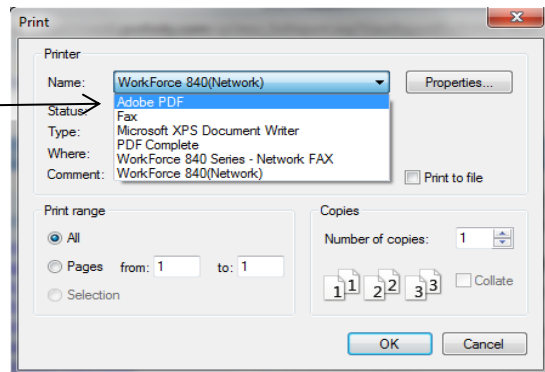 Print
Printer
Name: WorkForce 840(Network) Properties...
Adobe PDF
Status:
Fax
Type: Microsoft XPS Document Writer
PDF Complete
Where: WorkForce 840 Series - Network FAX
Comment: WorkForce 840(Network) Print to file
Print range Copies
All Number of copies: 1
Pages from: 1 to: 1
Selection 1 1 2 2 3 3 Collate
OK Cancel